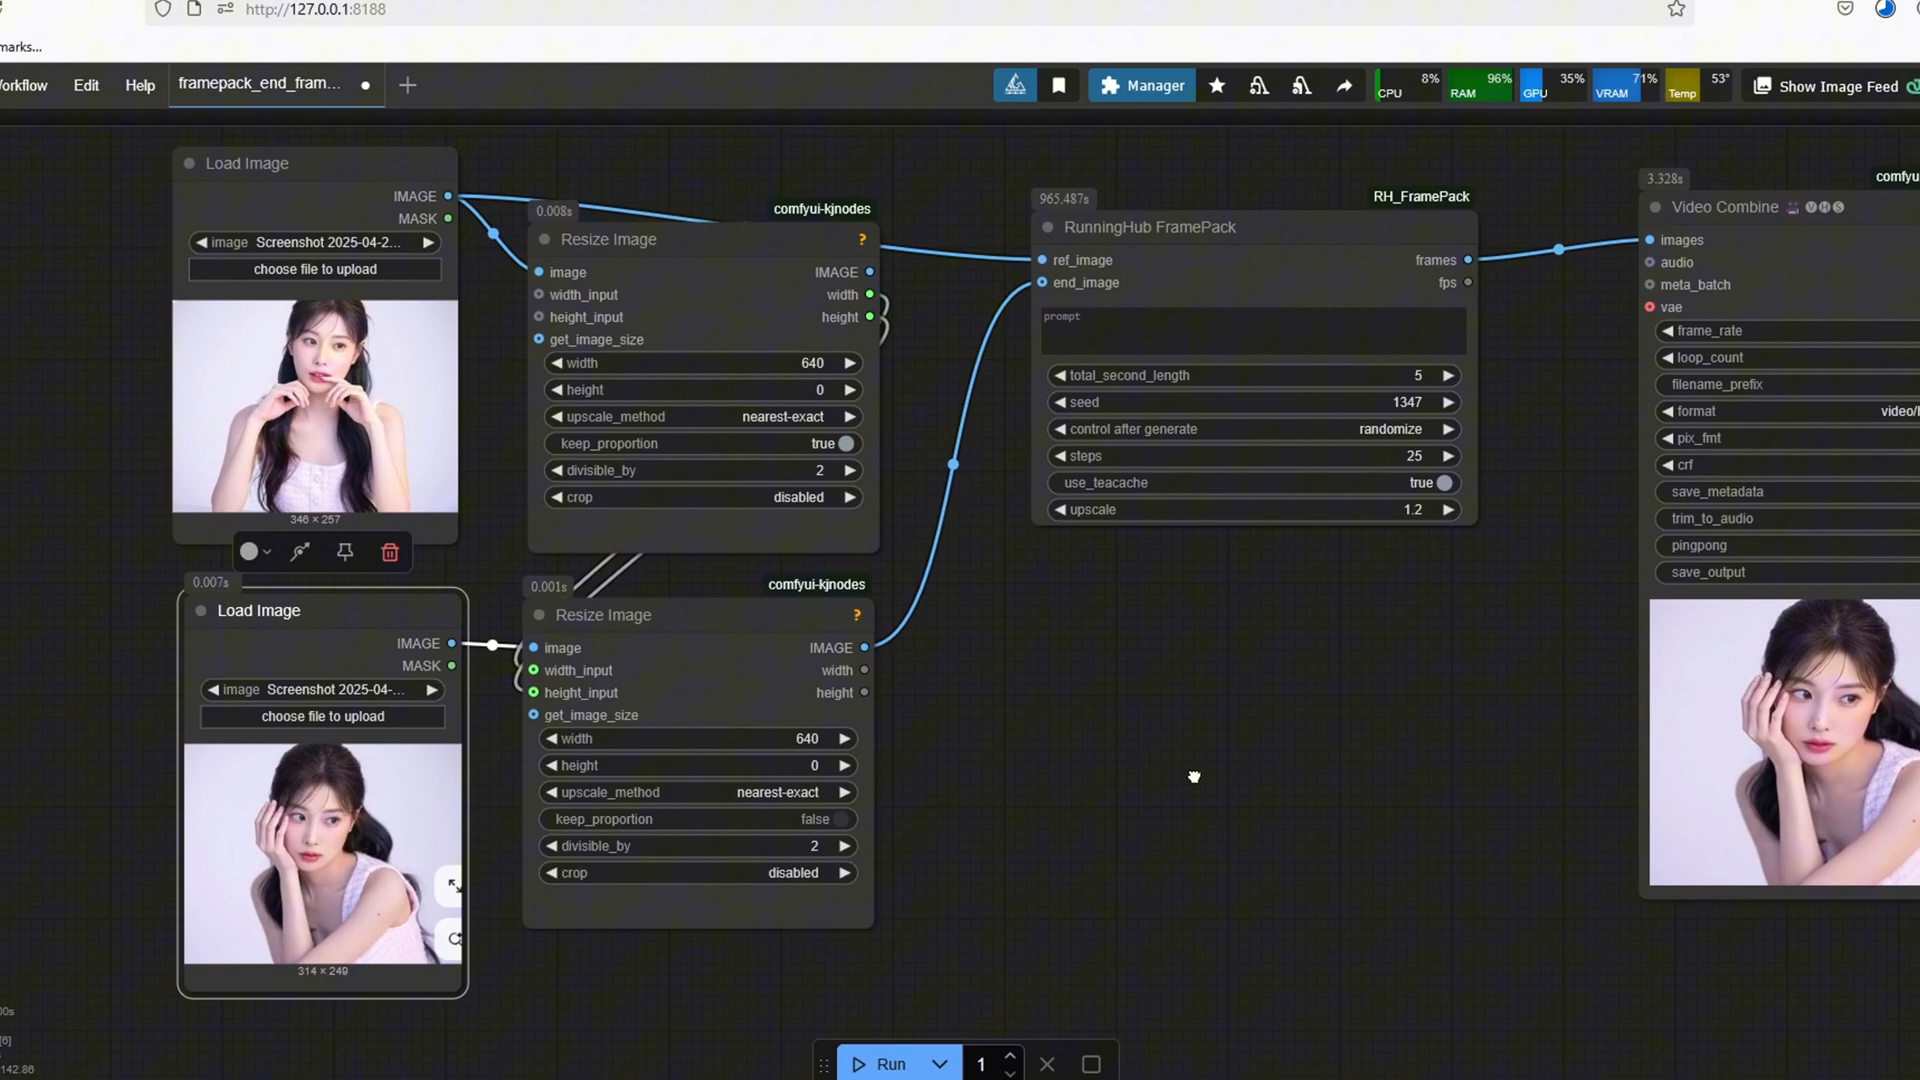 http://127.0.0.1:8188
marks...
Workflow Edit Help framepack_end_fram... Manager 8% CPU 96% RAM 35% GPU 71% VRAM 53° Temp Show Image Feed
Load Image
IMAGE
MASK
image Screenshot 2025-04-2...
choose file to upload
346 × 257
0.008s comfyui-kjnodes
Resize Image ?
image IMAGE
width_input width
height_input height
get_image_size
width 640
height 0
upscale_method nearest-exact
keep_proportion true
divisible_by 2
crop disabled
965.487s RH_FramePack
RunningHub FramePack
ref_image frames
end_image fps
prompt
total_second_length 5
seed 1347
control after generate randomize
steps 25
use_teacache true
upscale 1.2
3.328s comfyu
Video Combine VHS
images
audio
meta_batch
vae
frame_rate
loop_count
filename_prefix
format video/h
pix_fmt
crf
save_metadata
trim_to_audio
pingpong
save_output
0.007s
Load Image
IMAGE
MASK
image Screenshot 2025-04-...
choose file to upload
314 × 249
0.001s comfyui-kjnodes
Resize Image ?
image IMAGE
width_input width
height_input height
get_image_size
width 640
height 0
upscale_method nearest-exact
keep_proportion false
divisible_by 2
crop disabled
00s
[6]
142.86
Run 1